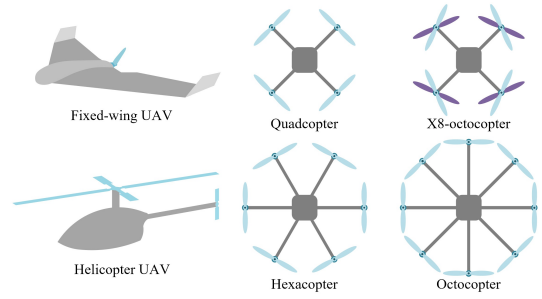 Fixed-wing UAV
Quadcopter
X8-octocopter
Helicopter UAV
Hexacopter
Octocopter